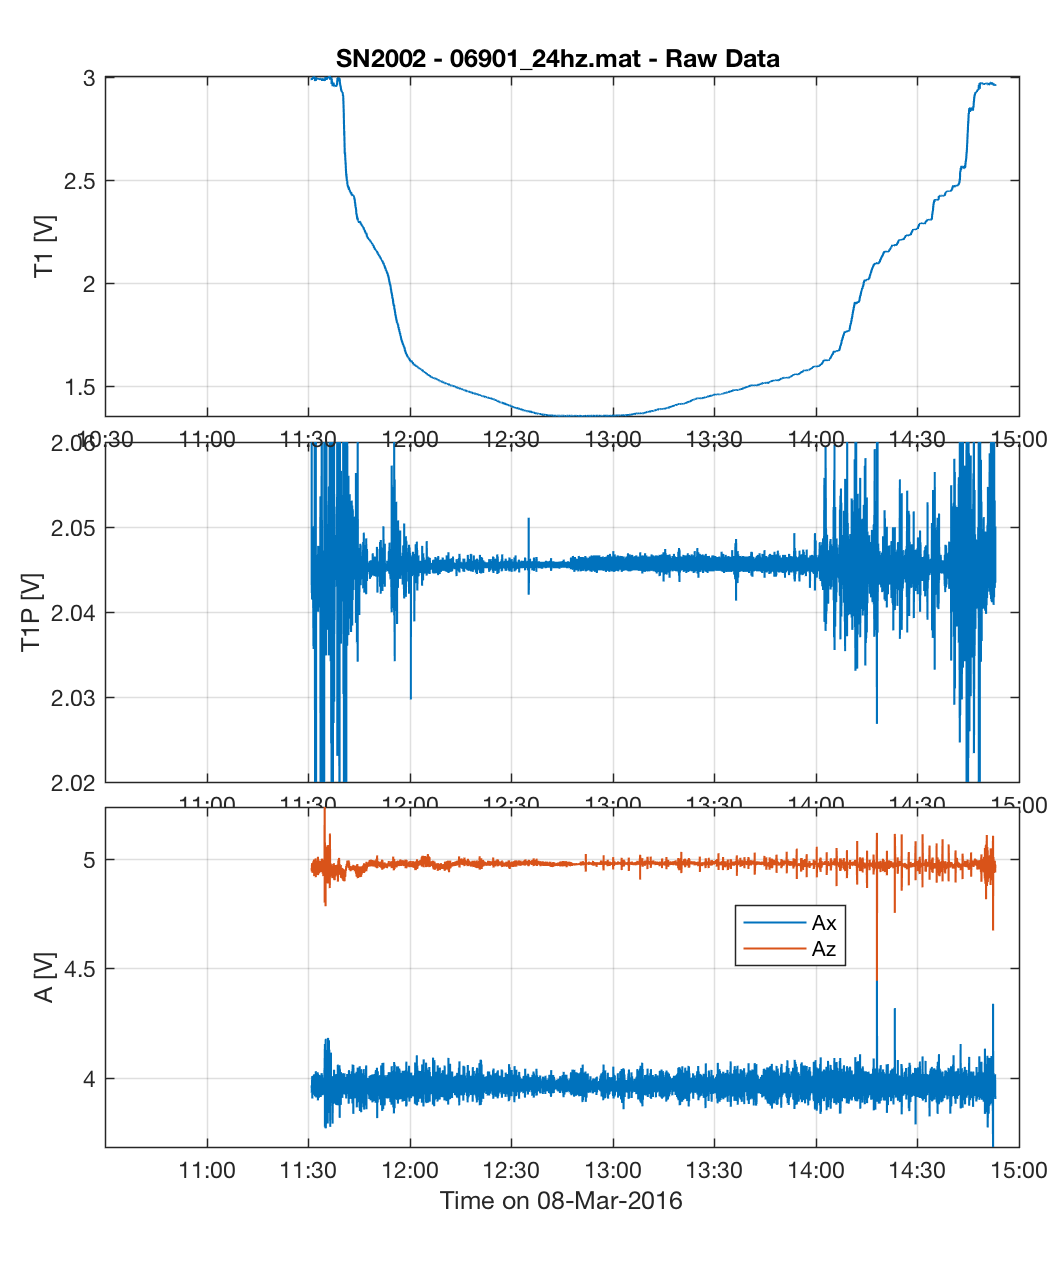 SN2002 - 06901_24hz.mat - Raw Data
3
2.5
2
1.5
T1 [V]
10:30 11:00 11:30 12:00 12:30 13:00 13:30 14:00 14:30 15:00
2.06
2.05
2.04
2.03
2.02
T1P [V]
11:00 11:30 12:00 12:30 13:00 13:30 14:00 14:30 15:00
5
4.5
4
A [V]
Ax
Az
11:00 11:30 12:00 12:30 13:00 13:30 14:00 14:30 15:00
Time on 08-Mar-2016